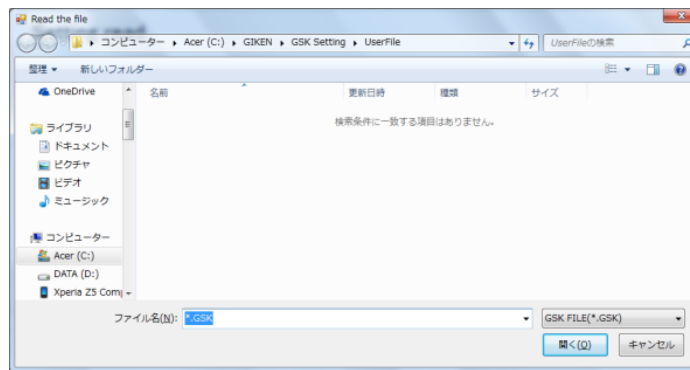 Read the file
コンピューター ▸ Acer (C:) ▸ GIKEN ▸ GSK Setting ▸ UserFile
UserFileの検索
整理 ▼ 新しいフォルダー
OneDrive
名前 更新日時 種類 サイズ
検索条件に一致する項目はありません。
ライブラリ
ドキュメント
ピクチャ
ビデオ
ミュージック
コンピューター
Acer (C:)
DATA (D:)
Xperia Z5 Com
ファイル名(N): *.GSK
GSK FILE(*.GSK)
開く(O) キャンセル